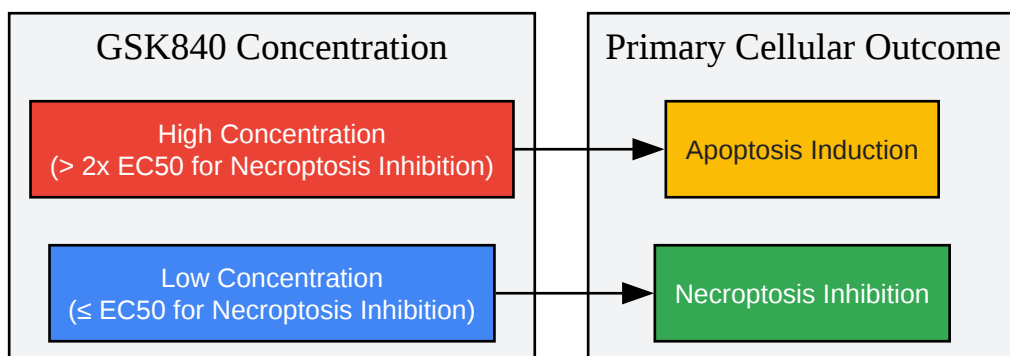 GSK840 Concentration
High Concentration
(> 2x EC50 for Necroptosis Inhibition)
Low Concentration
(≤ EC50 for Necroptosis Inhibition)
Primary Cellular Outcome
Apoptosis Induction
Necroptosis Inhibition